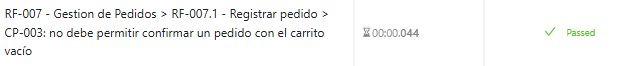 RF-007 - Gestion de Pedidos > RF-007.1 - Registrar pedido >
CP-003: no debe permitir confirmar un pedido con el carrito
vacío
00:00.044
Passed